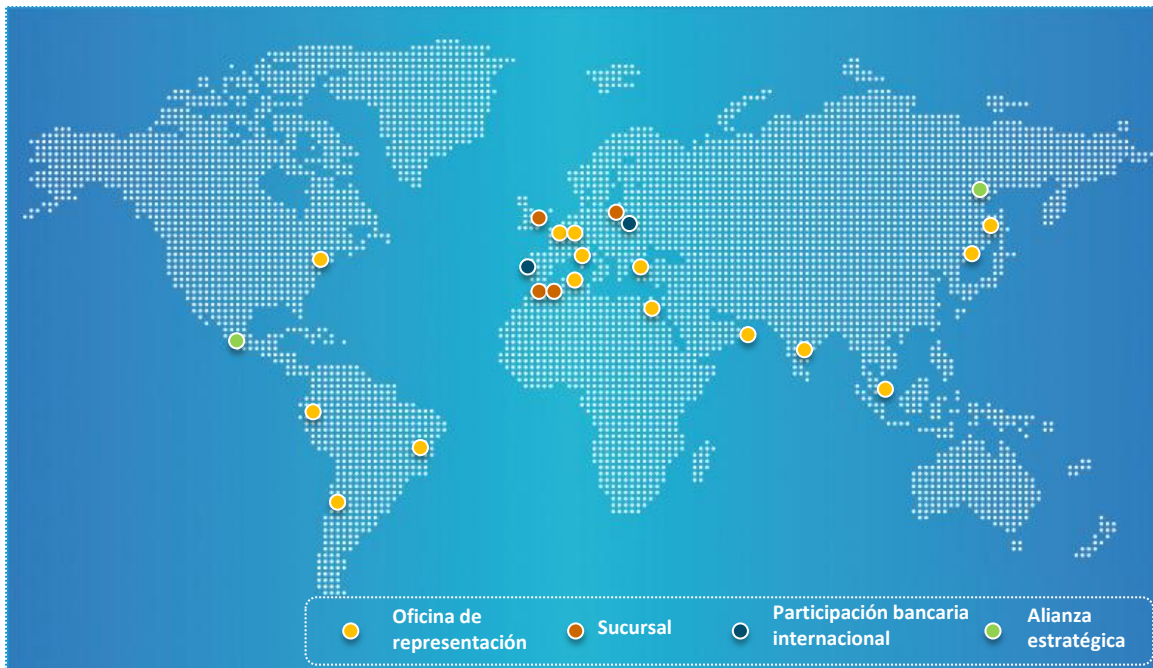 Oficina de
representación
Sucursal
Participación bancaria
internacional
Alianza
estratégica